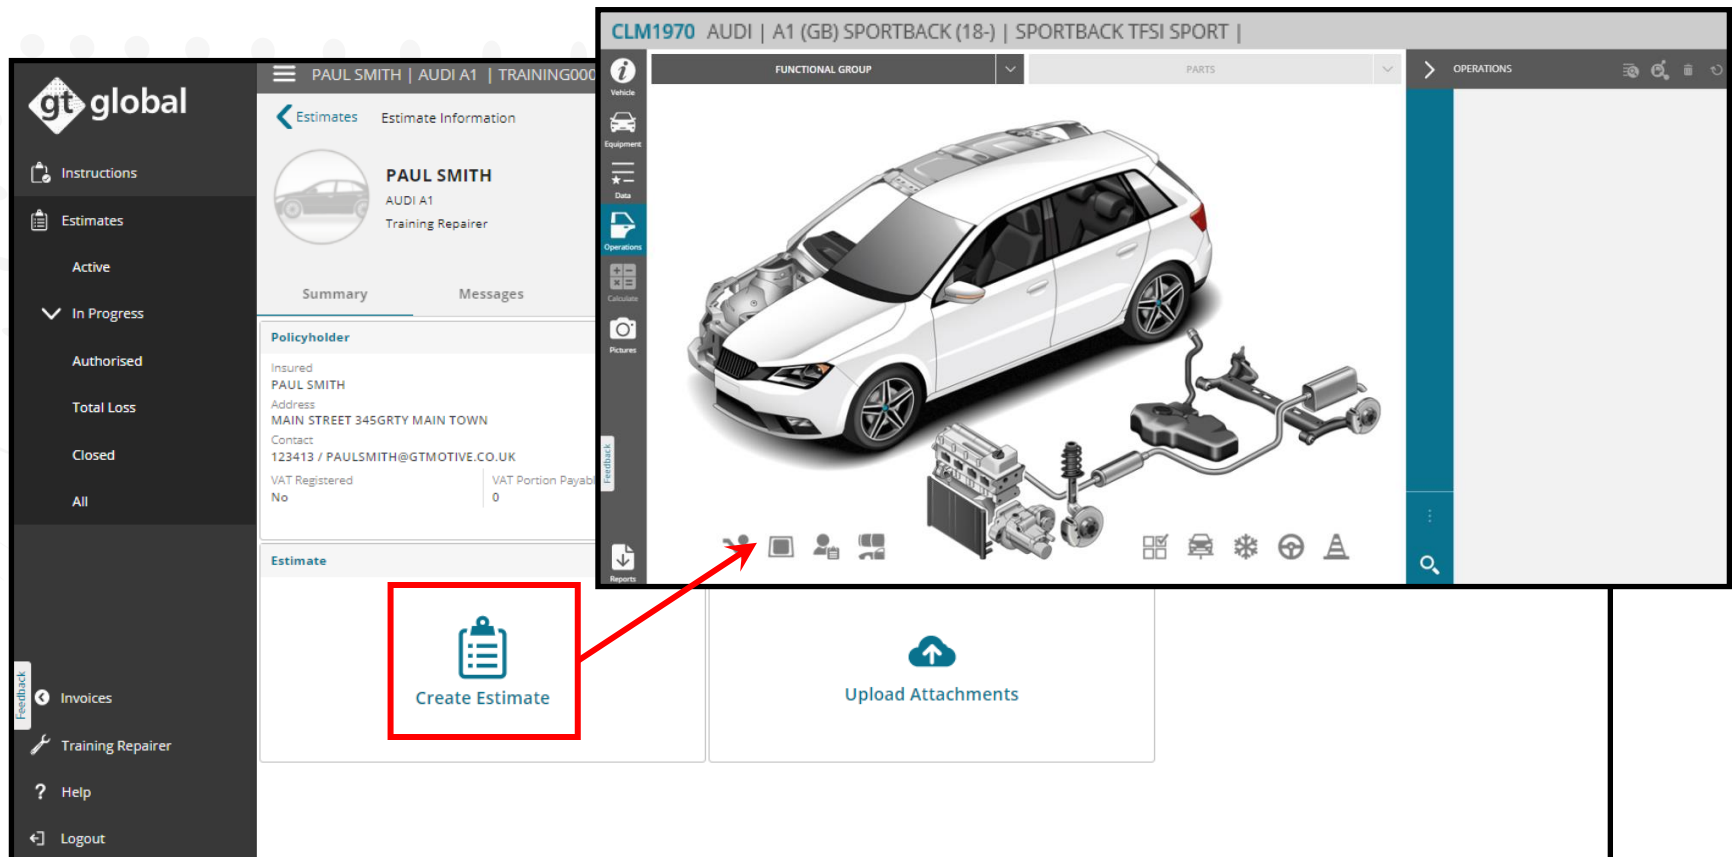 gt global
Instructions
Estimates
Active
In Progress
Authorised
Total Loss
Closed
All
Feedback
Invoices
Training Repairer
Help
Logout
PAUL SMITH | AUDI A1 | TRAINING000
Estimates Estimate Information
PAUL SMITH
AUDI A1
Training Repairer
Summary Messages
Policyholder
Insured
PAUL SMITH
Address
MAIN STREET 345GRTY MAIN TOWN
Contact
123413 / PAULSMITH@GTMOTIVE.CO.UK
VAT Registered VAT Portion Payabl
No 0
Estimate
Create Estimate
Upload Attachments
CLM1970 AUDI | A1 (GB) SPORTBACK (18-) | SPORTBACK TFSI SPORT |
FUNCTIONAL GROUP PARTS OPERATIONS
Vehicle
Equipment
Data
Operations
Calculate
Pictures
Feedback
Reports